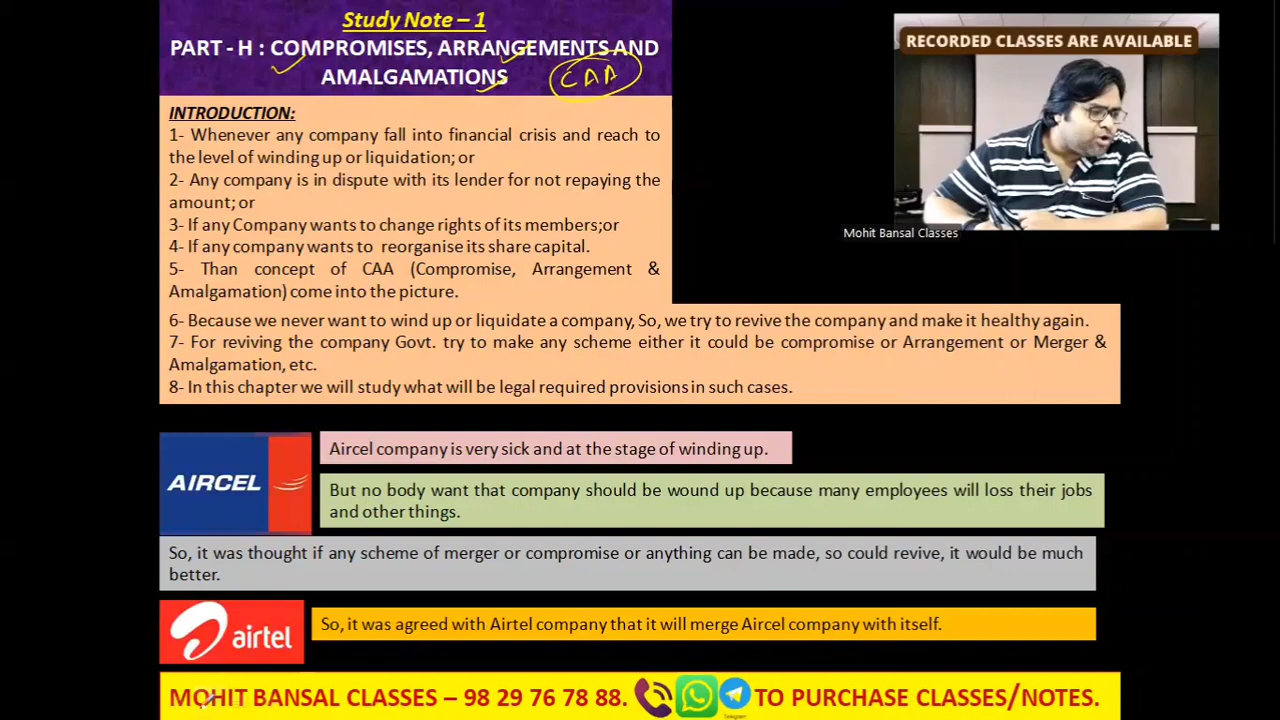 Study Note – 1
PART - H : COMPROMISES, ARRANGEMENTS AND
AMALGAMATIONS
CAA
RECORDED CLASSES ARE AVAILABLE
Mohit Bansal Classes
INTRODUCTION:
1- Whenever any company fall into financial crisis and reach to
the level of winding up or liquidation; or
2- Any company is in dispute with its lender for not repaying the
amount; or
3- If any Company wants to change rights of its members;or
4- If any company wants to reorganise its share capital.
5- Than concept of CAA (Compromise, Arrangement &
Amalgamation) come into the picture.
6- Because we never want to wind up or liquidate a company, So, we try to revive the company and make it healthy again.
7- For reviving the company Govt. try to make any scheme either it could be compromise or Arrangement or Merger &
Amalgamation, etc.
8- In this chapter we will study what will be legal required provisions in such cases.
AIRCEL
Aircel company is very sick and at the stage of winding up.
But no body want that company should be wound up because many employees will loss their jobs
and other things.
So, it was thought if any scheme of merger or compromise or anything can be made, so could revive, it would be much
better.
airtel
So, it was agreed with Airtel company that it will merge Aircel company with itself.
MOHIT BANSAL CLASSES – 98 29 76 78 88. TO PURCHASE CLASSES/NOTES.
Telegram